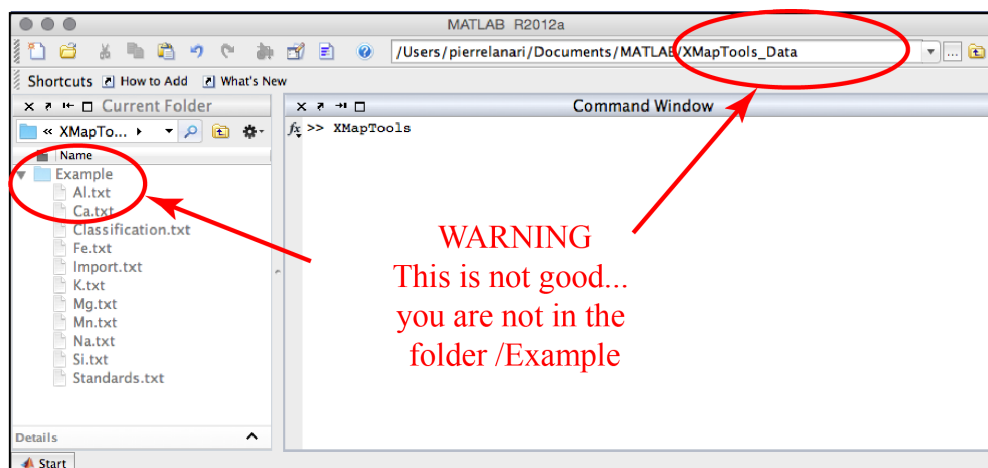 MATLAB R2012a
/Users/pierrelanari/Documents/MATLAB/XMapTools_Data
Shortcuts How to Add What's New
Current Folder
Command Window
« XMapTo...
fx >> XMapTools
Name
Example
Al.txt
Ca.txt
Classification.txt
Fe.txt
Import.txt
K.txt
Mg.txt
Mn.txt
Na.txt
Si.txt
Standards.txt
WARNING
This is not good...
you are not in the
folder /Example
Details
Start